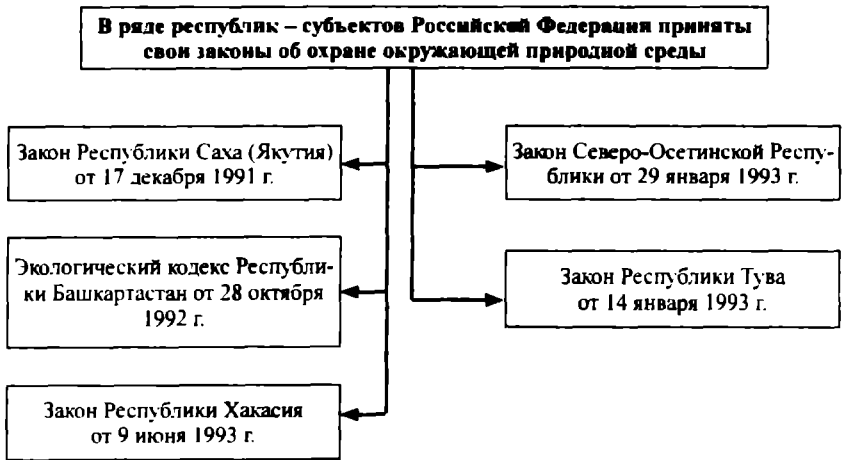 В ряде республик – субъектов Российской Федерации приняты
свои законы об охране окружающей природной среды
Закон Республики Саха (Якутия)
от 17 декабря 1991 г.
Закон Северо-Осетинской Респу-
блики от 29 января 1993 г.
Экологический кодекс Республи-
ки Башкартастан от 28 октября
1992 г.
Закон Республики Тува
от 14 января 1993 г.
Закон Республики Хакасия
от 9 июня 1993 г.